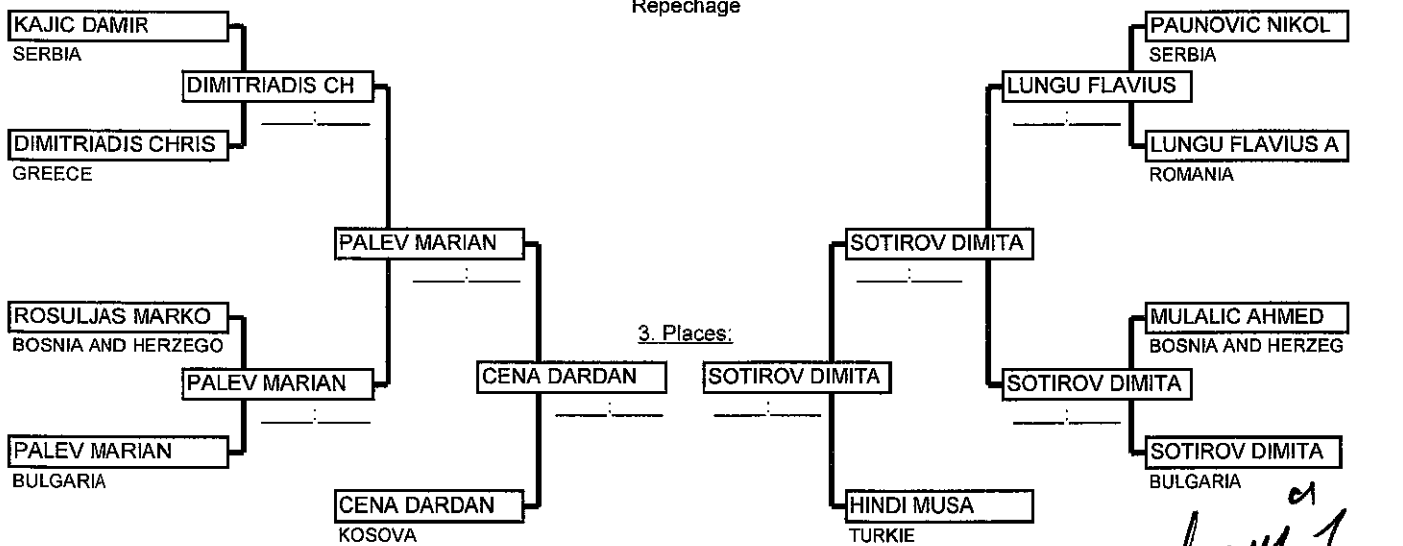 Repechage
KAJIC DAMIR
SERBIA
DIMITRIADIS CH
:
DIMITRIADIS CHRIS
GREECE
PALEV MARIAN
:
ROSULJAS MARKO
BOSNIA AND HERZEGO
PALEV MARIAN
:
PALEV MARIAN
BULGARIA
CENA DARDAN
:
CENA DARDAN
KOSOVA
3. Places:
PAUNOVIC NIKOL
SERBIA
LUNGU FLAVIUS
:
LUNGU FLAVIUS A
ROMANIA
SOTIROV DIMITA
:
MULALIC AHMED
BOSNIA AND HERZEG
SOTIROV DIMITA
:
SOTIROV DIMITA
BULGARIA
SOTIROV DIMITA
:
HINDI MUSA
TURKIE